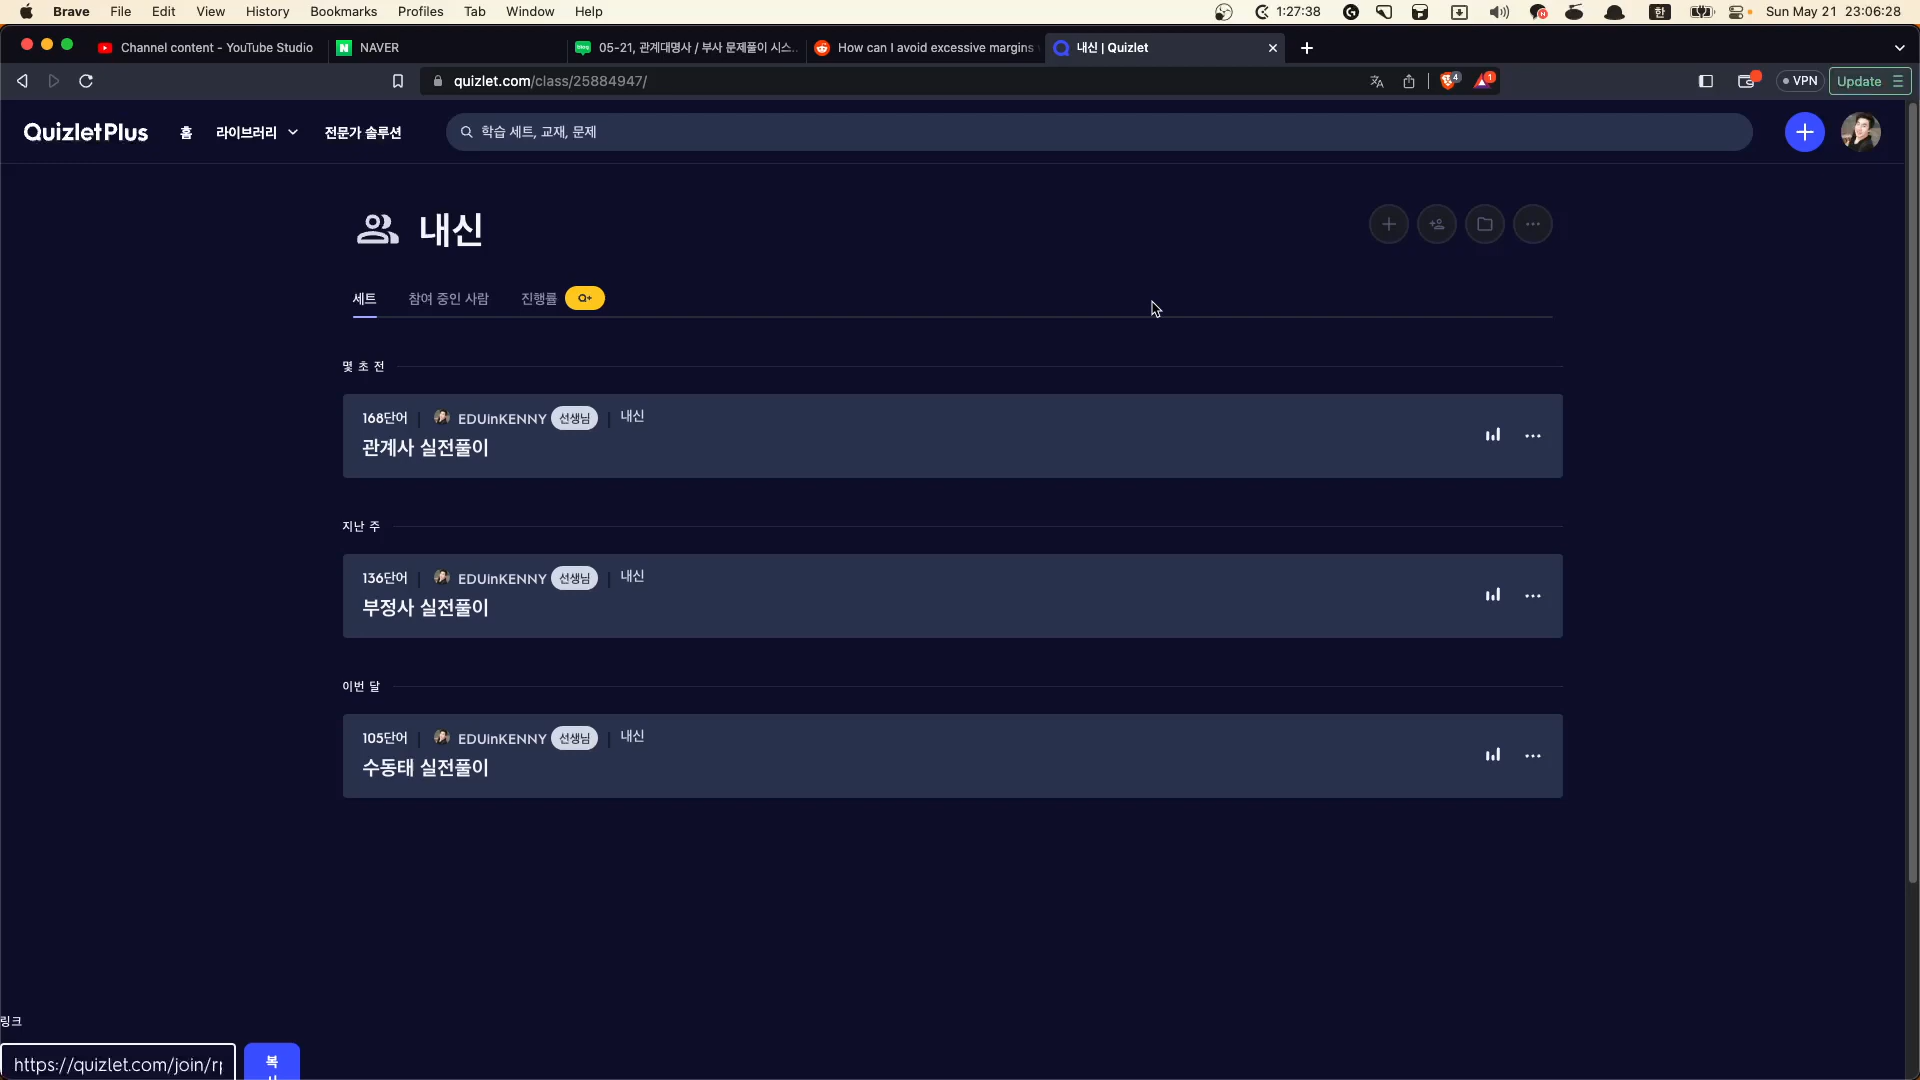 Brave File Edit View History Bookmarks Profiles Tab Window Help 1:27:38 한 Sun May 21 23:06:28
Channel content - YouTube Studio NAVER 05-21, 관계대명사 / 부사 문제풀이 시스.. How can I avoid excessive margins 내신 | Quizlet
quizlet.com/class/25884947/ 4 1 VPN Update
QuizletPlus 홈 라이브러리 전문가 솔루션 학습 세트, 교재, 문제
내신
세트 참여 중인 사람 진행률 Q+
몇 초 전
168단어 EDUinKENNY 선생님 내신
관계사 실전풀이
지난 주
136단어 EDUinKENNY 선생님 내신
부정사 실전풀이
이번 달
105단어 EDUinKENNY 선생님 내신
수동태 실전풀이
링크
https://quizlet.com/join/r 복